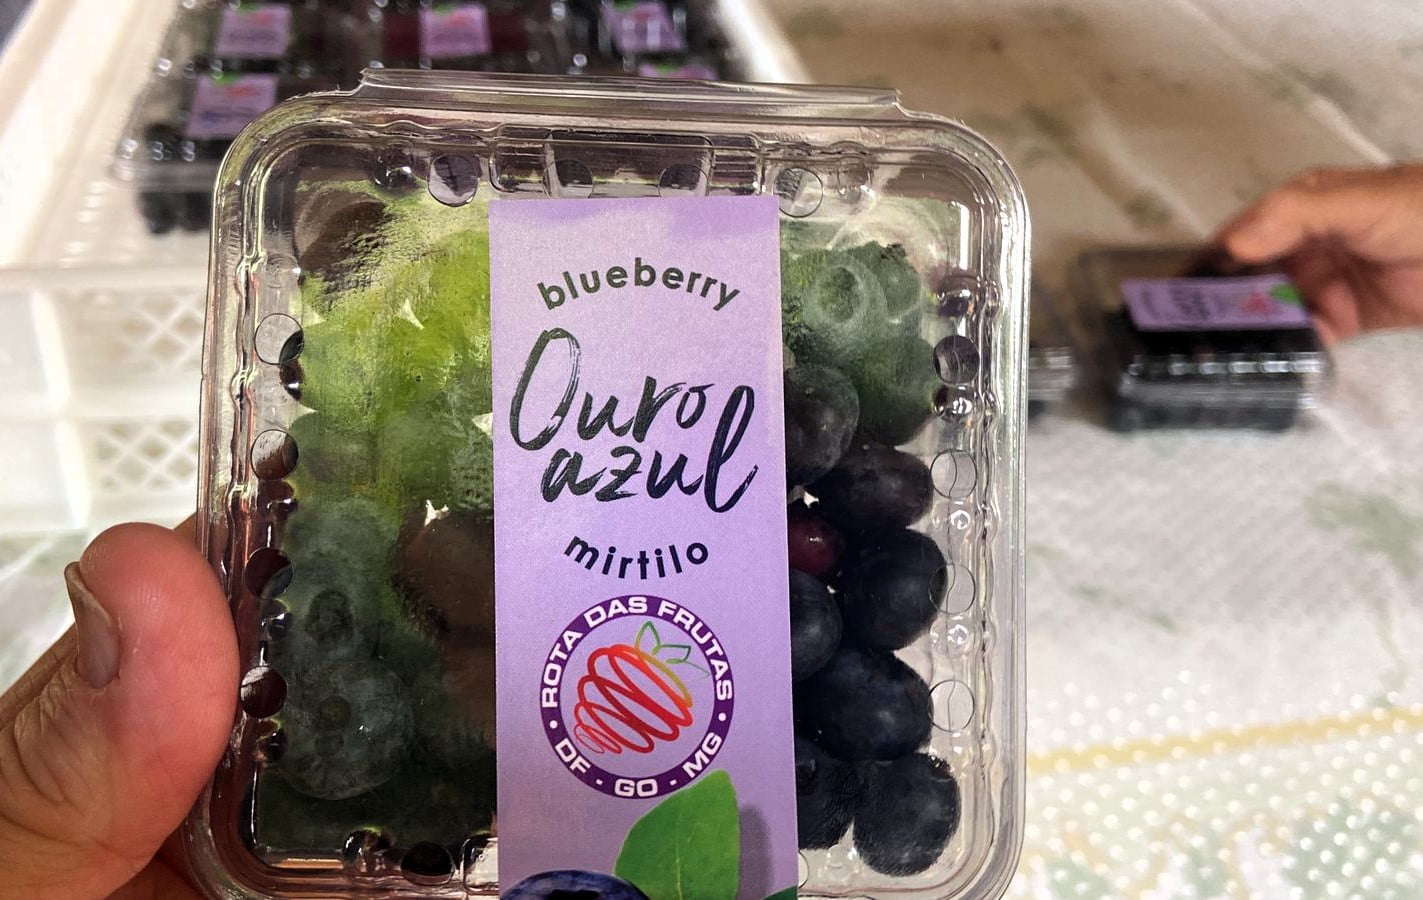 blueberry
Ouro
azul
mirtilo
ROTA DAS FRUTAS
DF · GO · MG